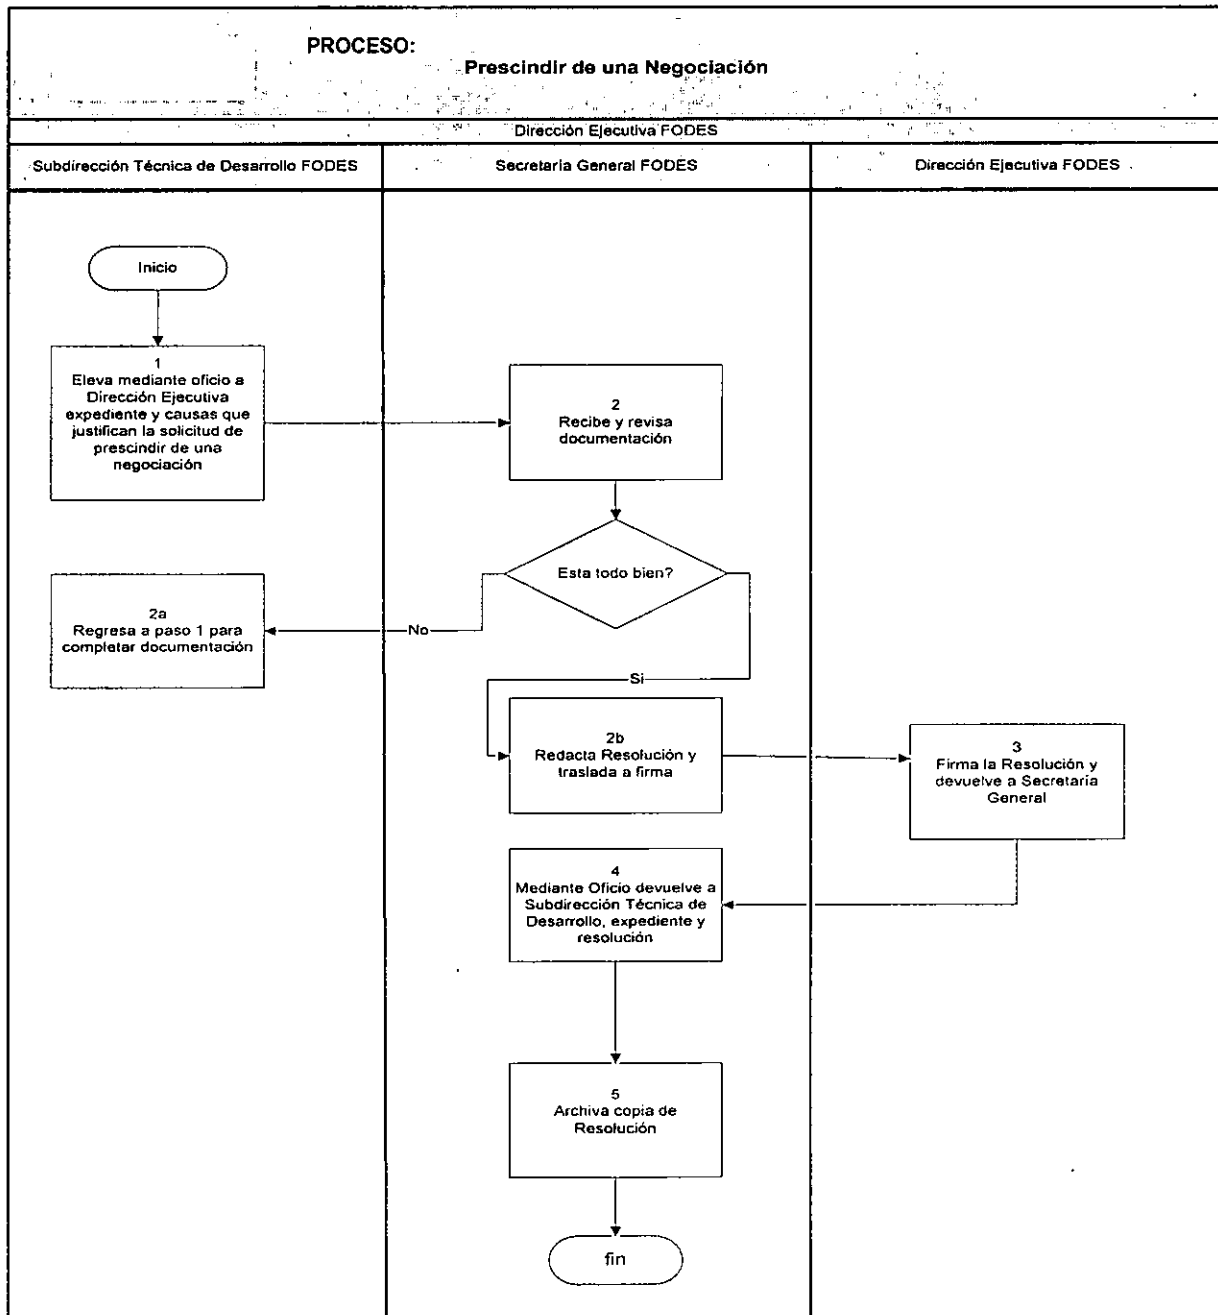 PROCESO:
Prescindir de una Negociación
Dirección Ejecutiva FODES
Subdirección Técnica de Desarrollo FODES
Secretaría General FODES
Dirección Ejecutiva FODES
Inicio
1
Eleva mediante oficio a
Dirección Ejecutiva
expediente y causas que
justifican la solicitud de
prescindir de una
negociación
2
Recibe y revisa
documentación
Esta todo bien?
No
2a
Regresa a paso 1 para
completar documentación
Si
2b
Redacta Resolución y
traslada a firma
3
Firma la Resolución y
devuelve a Secretaría
General
4
Mediante Oficio devuelve a
Subdirección Técnica de
Desarrollo, expediente y
resolución
5
Archiva copia de
Resolución
fin